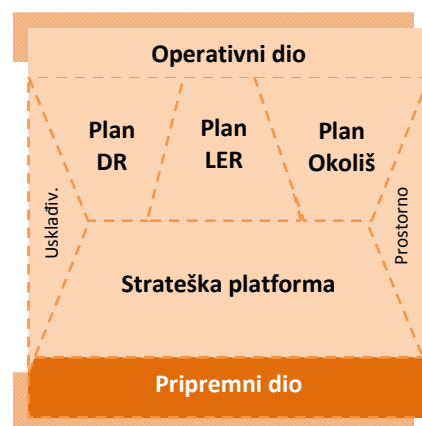 Operativni dio
Plan
DR
Plan
LER
Plan
Okoliš
Usklađiv.
Prostorno
Strateška platforma
Pripremni dio